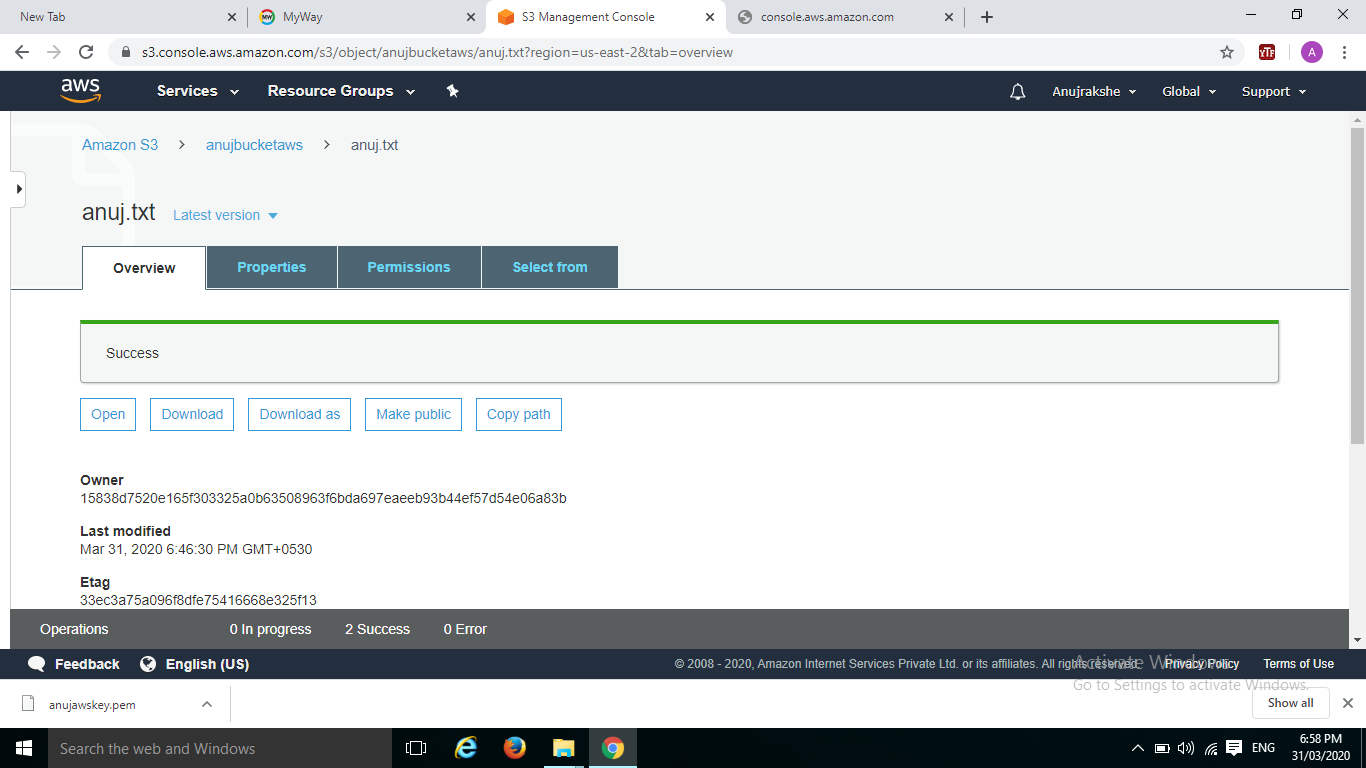 New Tab
MyWay
S3 Management Console
console.aws.amazon.com
s3.console.aws.amazon.com/s3/object/anujbucketaws/anuj.txt?region=us-east-2&tab=overview
YTF
A
aws
Services
Resource Groups
Anujrakshe
Global
Support
Amazon S3 > anujbucketaws > anuj.txt
anuj.txt
Latest version
Overview
Properties
Permissions
Select from
Success
Open
Download
Download as
Make public
Copy path
Owner
15838d7520e165f303325a0b63508963f6bda697eaeeb93b44ef57d54e06a83b
Last modified
Mar 31, 2020 6:46:30 PM GMT+0530
Etag
33ec3a75a096f8dfe75416668e325f13
Operations
0 In progress
2 Success
0 Error
Feedback
English (US)
© 2008 - 2020, Amazon Internet Services Private Ltd. or its affiliates. All rights reserved.
Privacy Policy
Terms of Use
Activate Windows
Go to Settings to activate Windows.
anujawskey.pem
Show all
Search the web and Windows
ENG
6:58 PM
31/03/2020